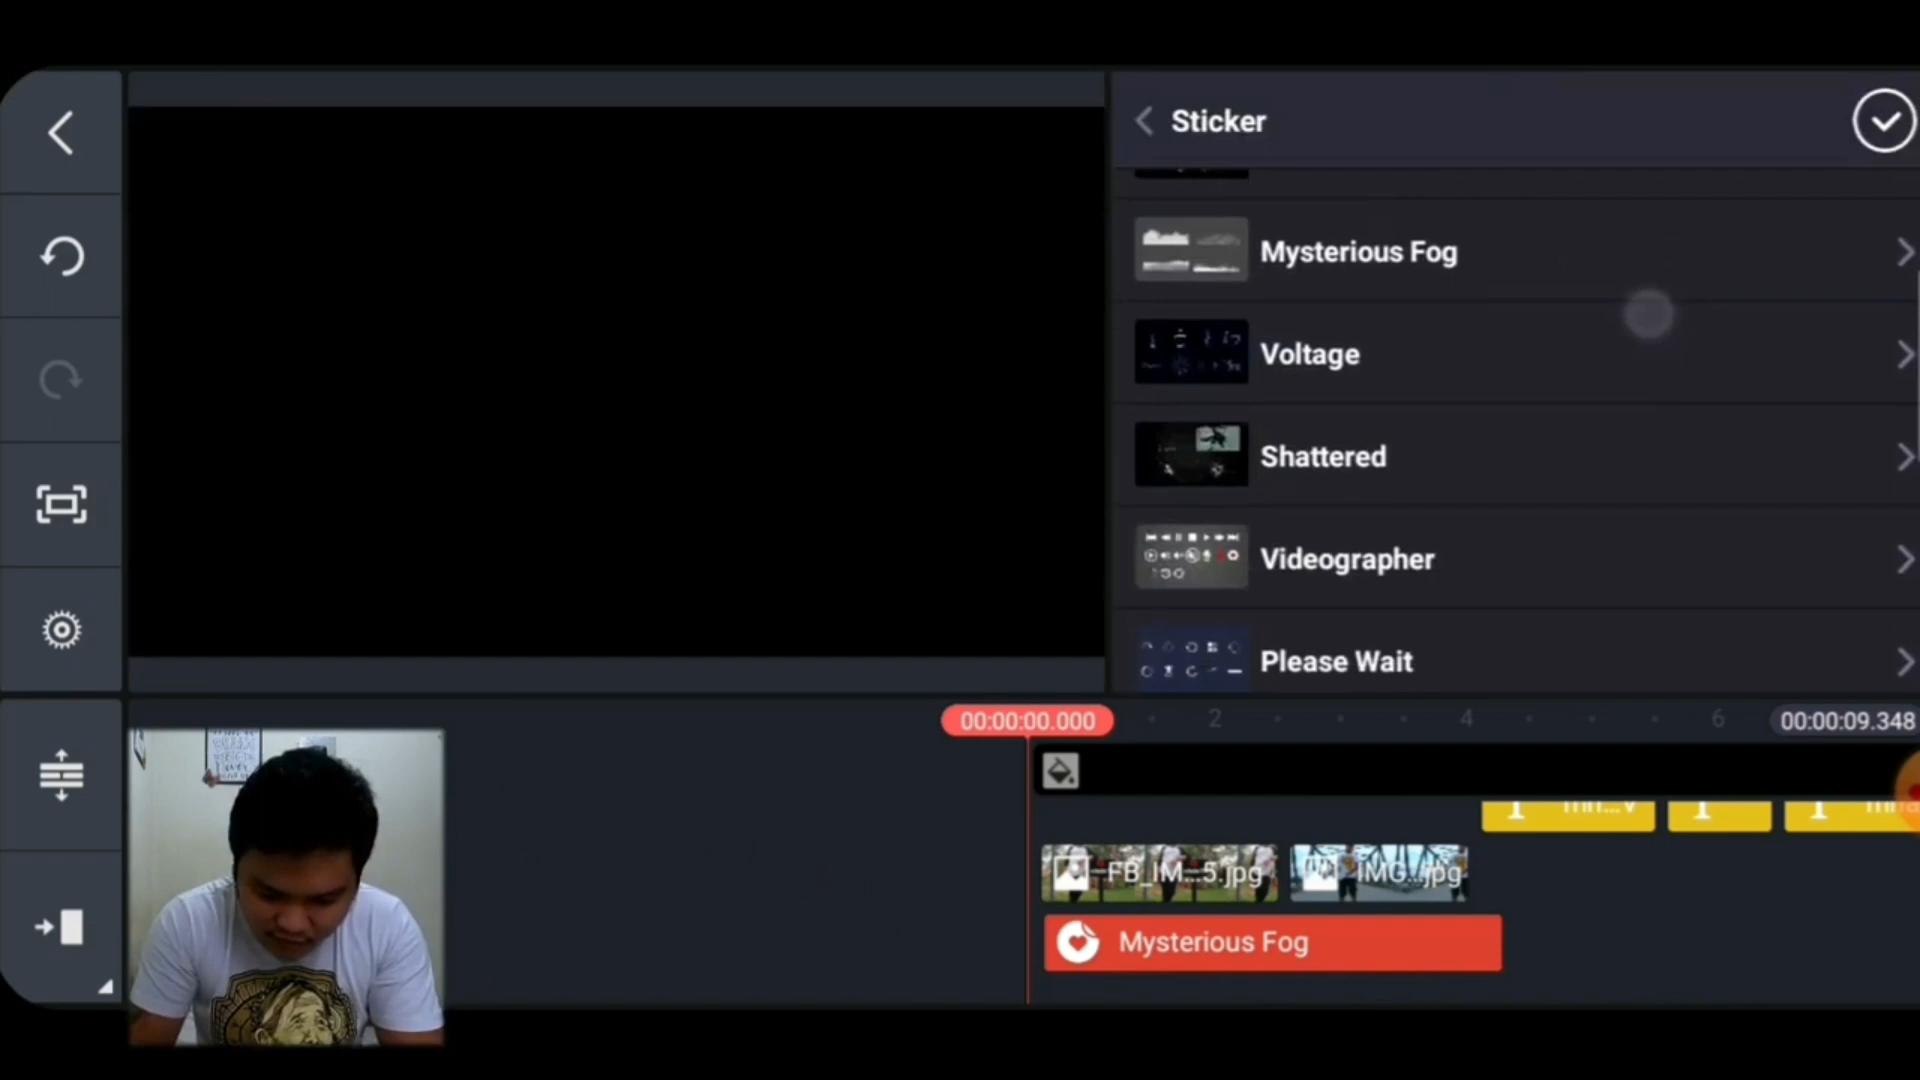 Sticker
Mysterious Fog
Voltage
Shattered
Videographer
Please Wait
00:00:00.000
2
4
6
00:00:09.348
FB_IM...5.jpg
IMG...jpg
Mysterious Fog